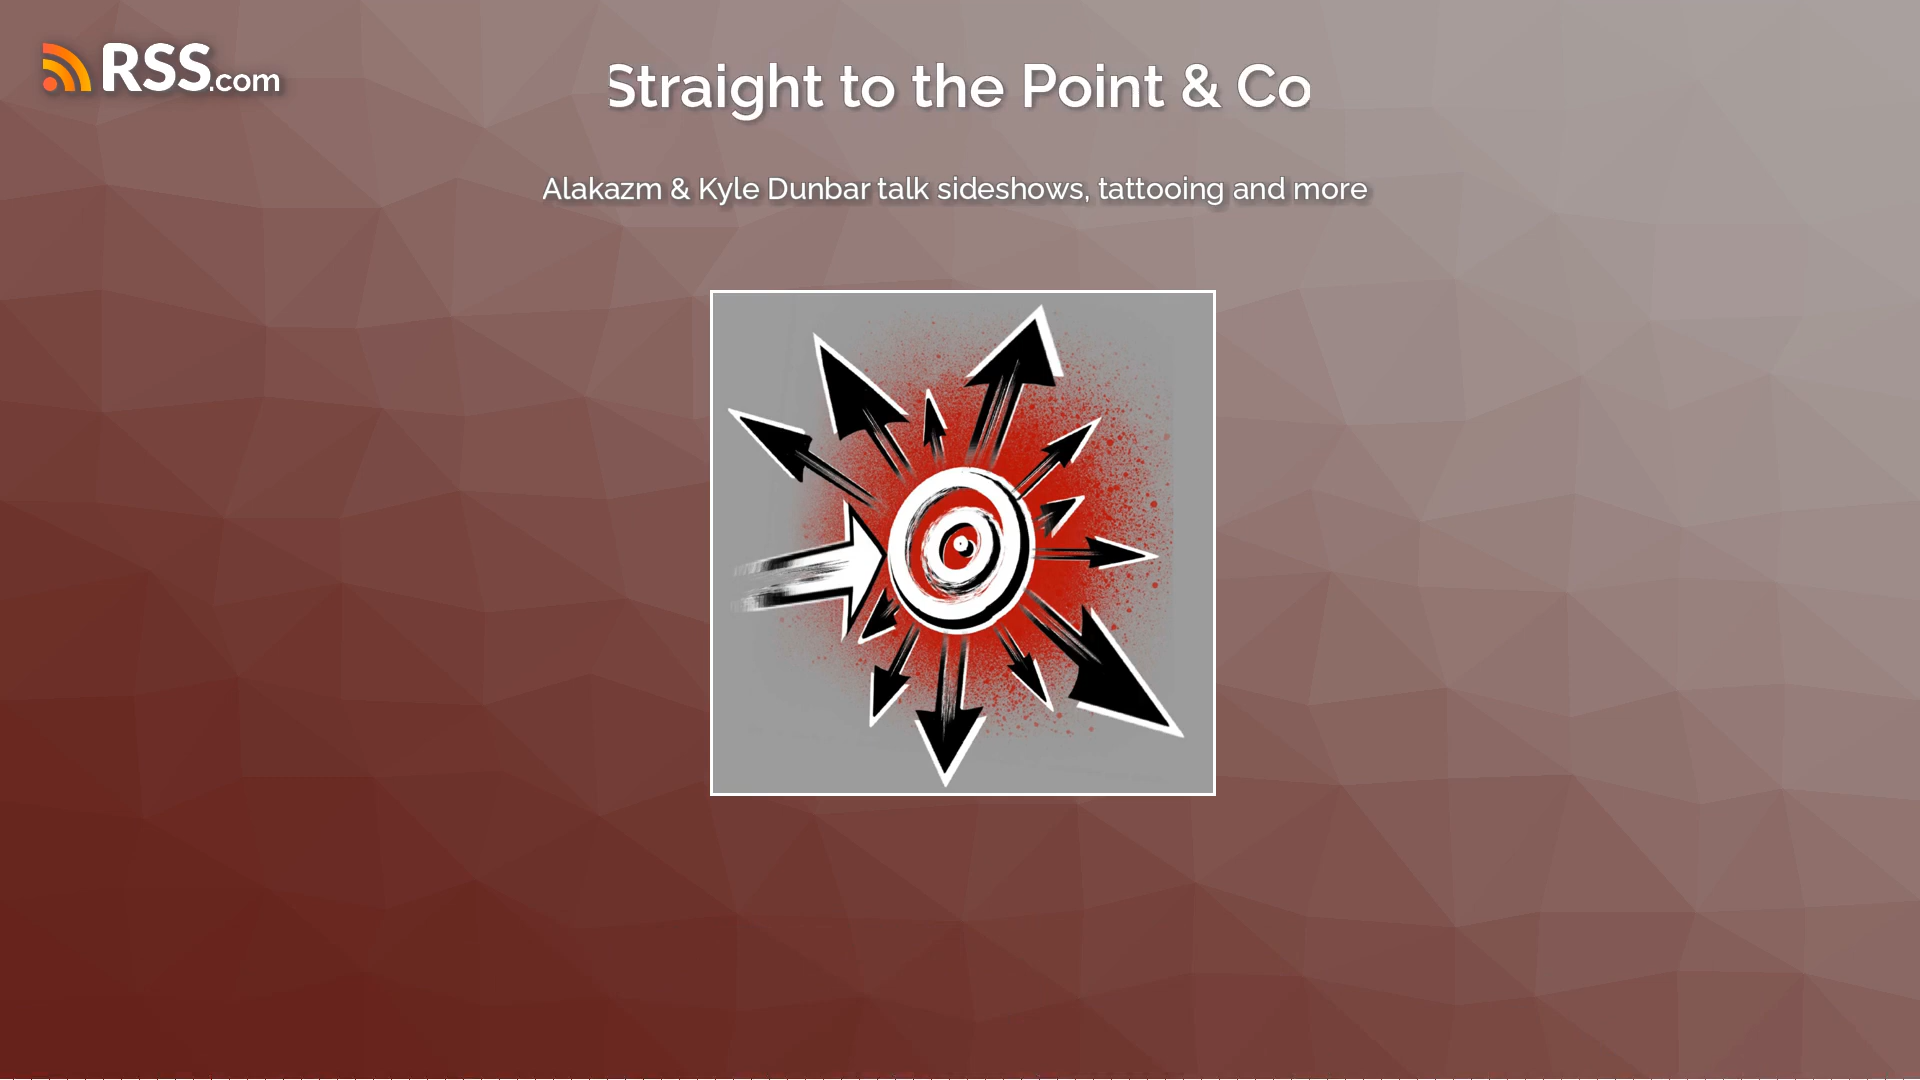 RSS.com
Straight to the Point & Co
Alakazm & Kyle Dunbar talk sideshows, tattooing and more